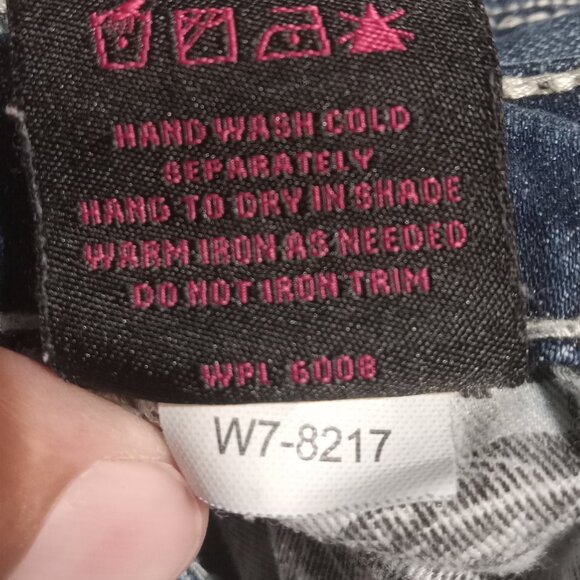 HAND WASH COLD
SEPARATELY
HANG TO DRY IN SHADE
WARM IRON AS NEEDED
DO NOT IRON TRIM
WPL 6008
W7-8217